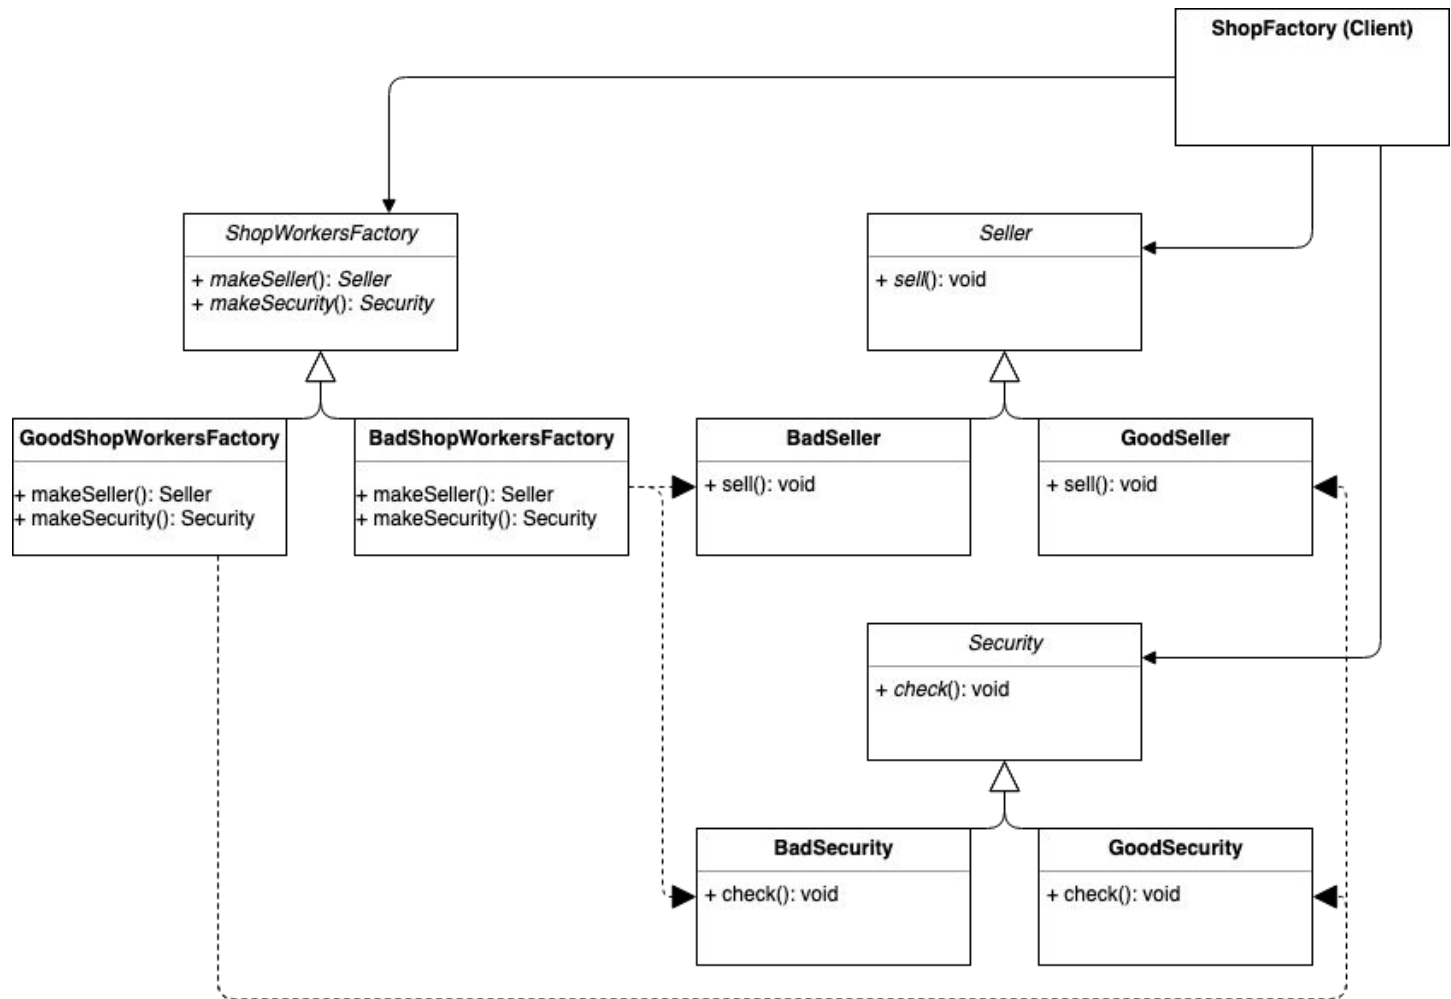 ShopFactory (Client)
ShopWorkersFactory
+ makeSeller(): Seller
+ makeSecurity(): Security
Seller
+ sell(): void
GoodShopWorkersFactory
+ makeSeller(): Seller
+ makeSecurity(): Security
BadShopWorkersFactory
+ makeSeller(): Seller
+ makeSecurity(): Security
BadSeller
+ sell(): void
GoodSeller
+ sell(): void
Security
+ check(): void
BadSecurity
+ check(): void
GoodSecurity
+ check(): void